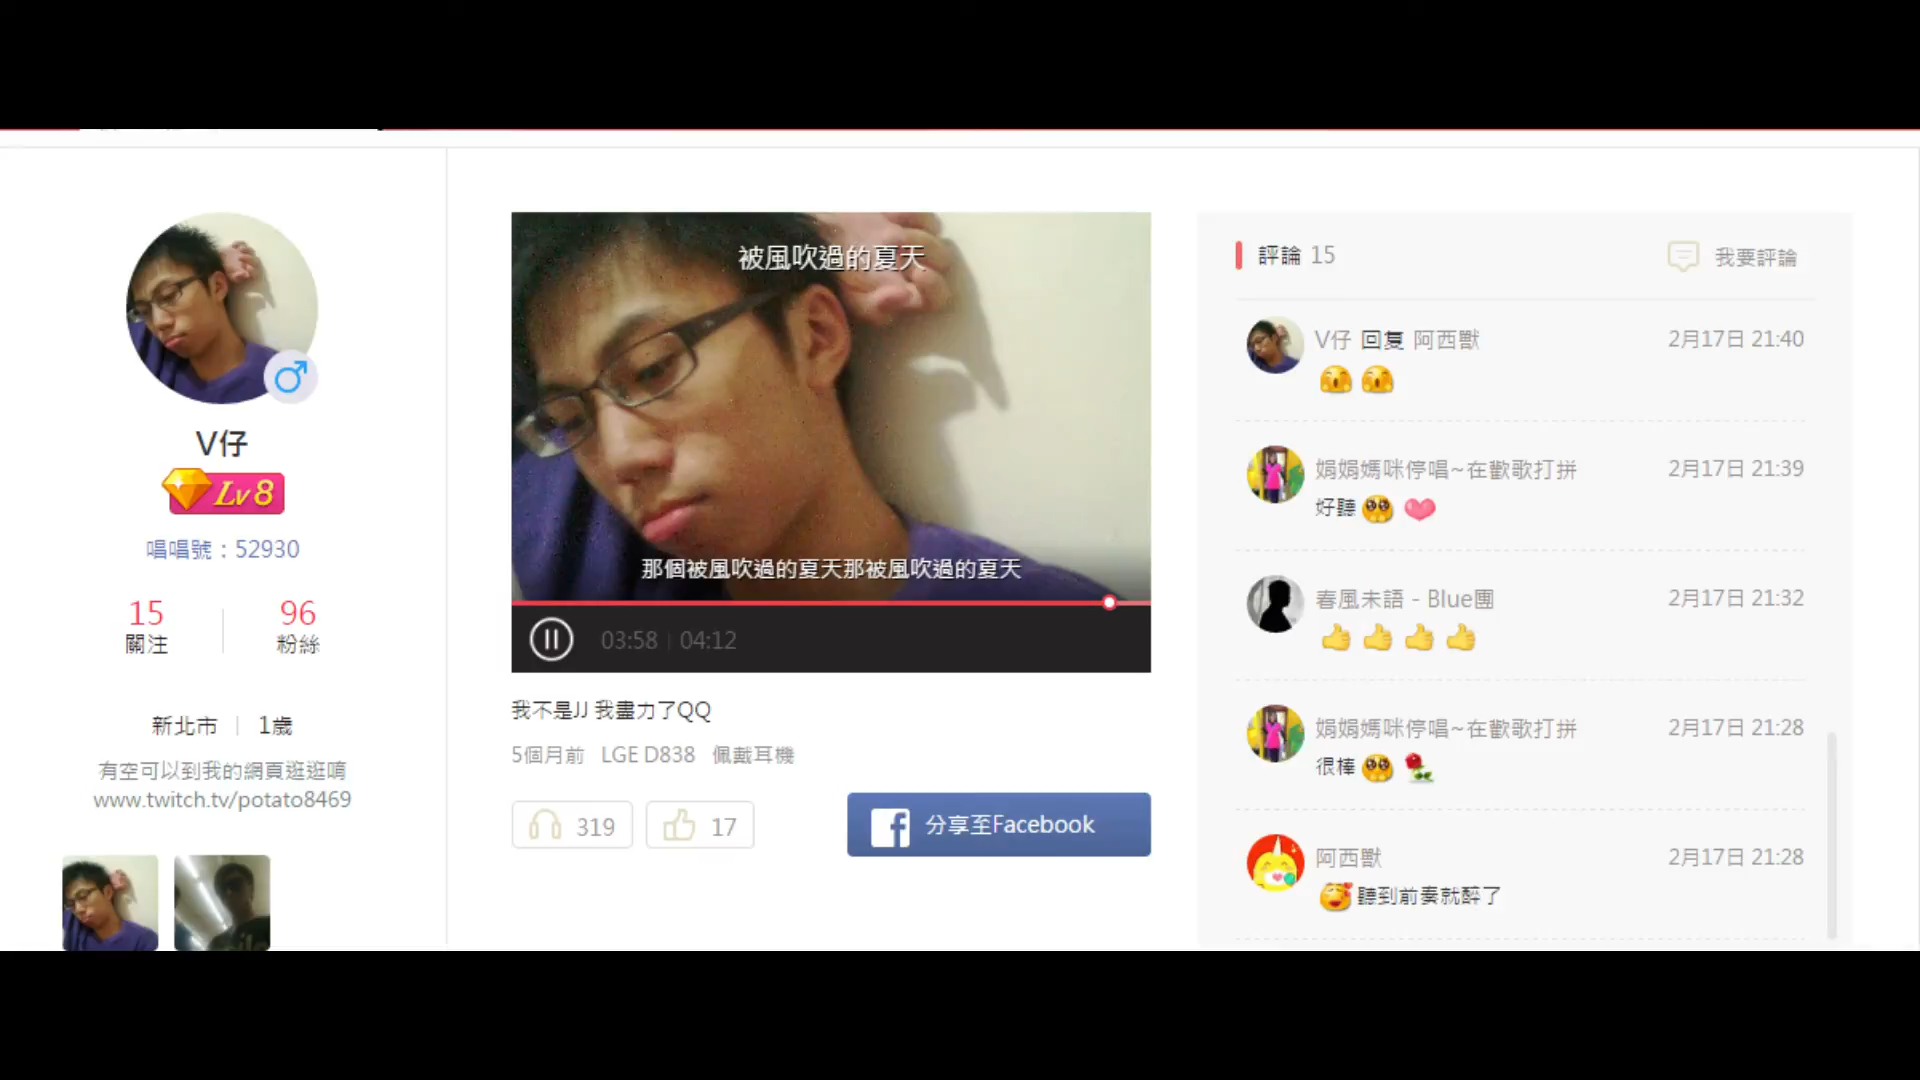 V仔
Lv 8
唱唱號：52930
15
關注
96
粉絲
新北市 | 1歲
有空可以到我的網頁逛逛唷
www.twitch.tv/potato8469
被風吹過的夏天
那個被風吹過的夏天那被風吹過的夏天
03:58 | 04:12
我不是JJ 我盡力了QQ
5個月前 LGE D838 佩戴耳機
319
17
分享至Facebook
評論 15
我要評論
V仔 回复 阿西獸
2月17日 21:40
娟娟媽咪停唱~在歡歌打拼
2月17日 21:39
好聽
春風未語 - Blue團
2月17日 21:32
娟娟媽咪停唱~在歡歌打拼
2月17日 21:28
很棒
阿西獸
2月17日 21:28
聽到前奏就醉了